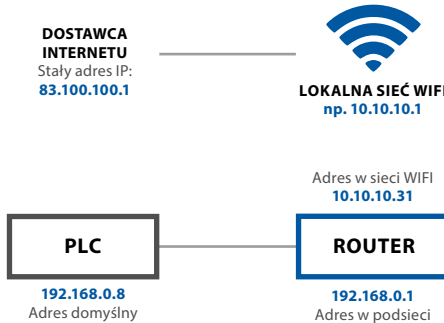 DOSTAWCA
INTERNETU
Stały adres IP:
83.100.100.1
LOKALNA SIEĆ WIFI
np. 10.10.10.1
Adres w sieci WIFI
10.10.10.31
PLC
ROUTER
192.168.0.8
Adres domyślny
192.168.0.1
Adres w podsieci